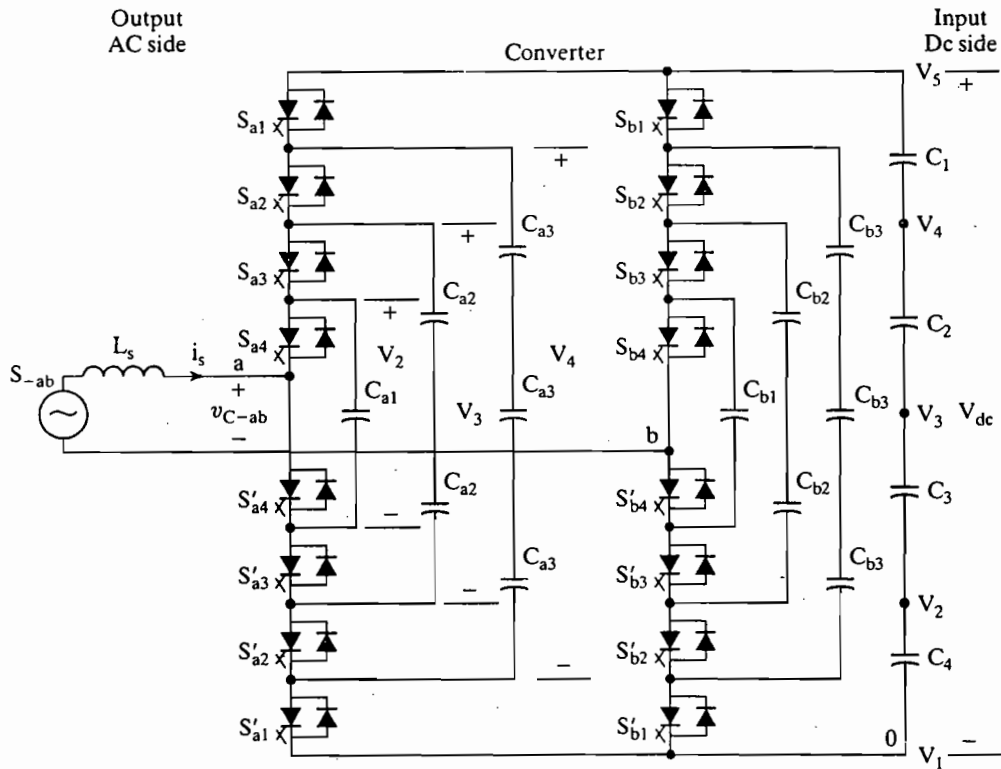 Output
AC side
Input
Dc side
Converter
V5
+
Sa1
Sb1
C1
+
Sa2
Sb2
Ca3
Cb3
V4
+
Sa3
Sb3
Ca2
Cb2
+
Sa4
V2
Ca3
V4
Sb4
C2
Ls
is
a
S-ab
+
vC-ab
-
Ca1
V3
Cb1
Cb3
V3
Vdc
b
S'a4
Ca2
S'b4
Cb2
C3
-
S'a3
Ca3
S'b3
Cb3
-
V2
S'a2
S'b2
C4
-
S'a1
S'b1
0
V1
-